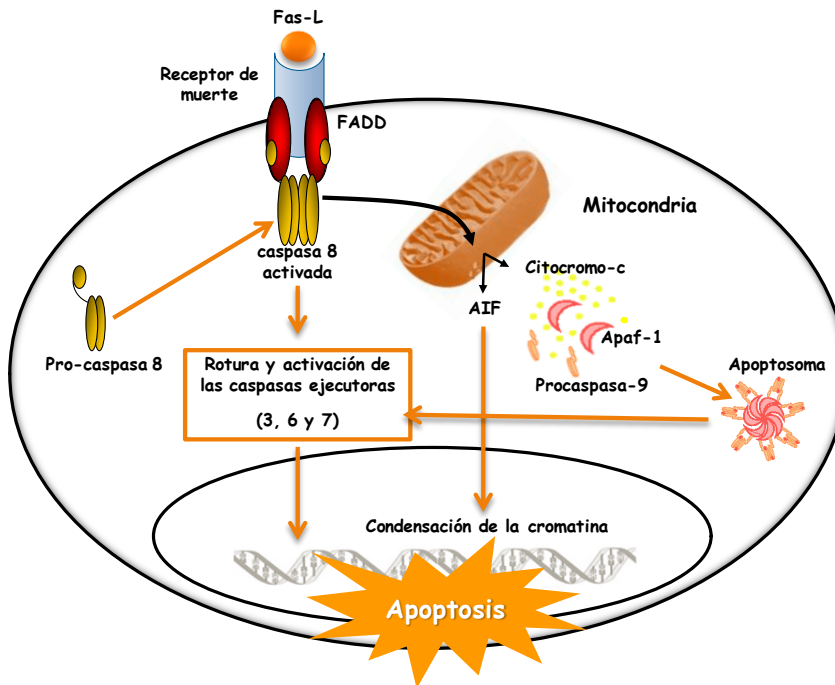 Fas-L
Receptor de
muerte
FADD
Mitocondria
caspasa 8
activada
Citocromo-c
AIF
Apaf-1
Pro-caspasa 8
Rotura y activación de
las caspasas ejecutoras
(3, 6 y 7)
Procaspasa-9
Apoptosoma
Condensación de la cromatina
Apoptosis